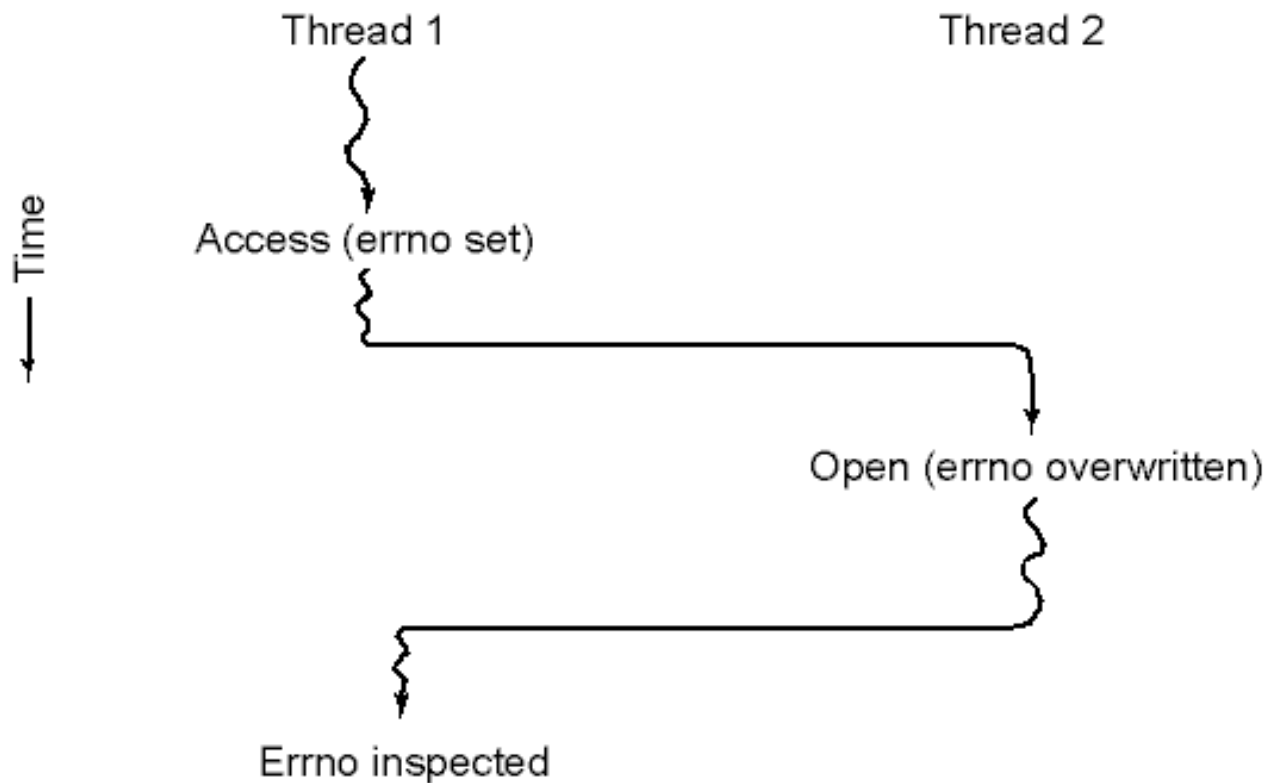 Thread 1
Thread 2
Access (errno set)
Time
Open (errno overwritten)
Errno inspected